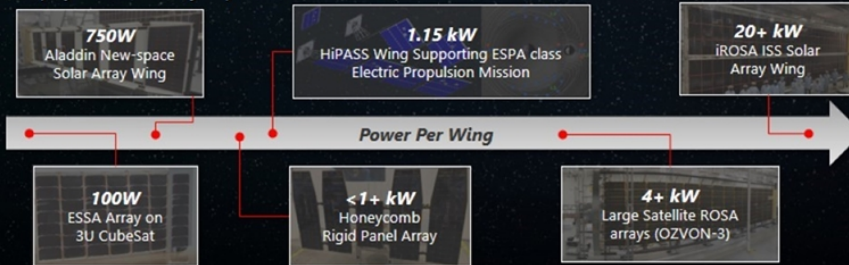 750W
Aladdin New-space
Solar Array Wing
1.15 kW
HiPASS Wing Supporting ESPA class
Electric Propulsion Mission
20+ kW
iROSA ISS Solar
Array Wing
Power Per Wing
100W
ESSA Array on
3U CubeSat
<1+ kW
Honeycomb
Rigid Panel Array
4+ kW
Large Satellite ROSA
arrays (OZVON-3)